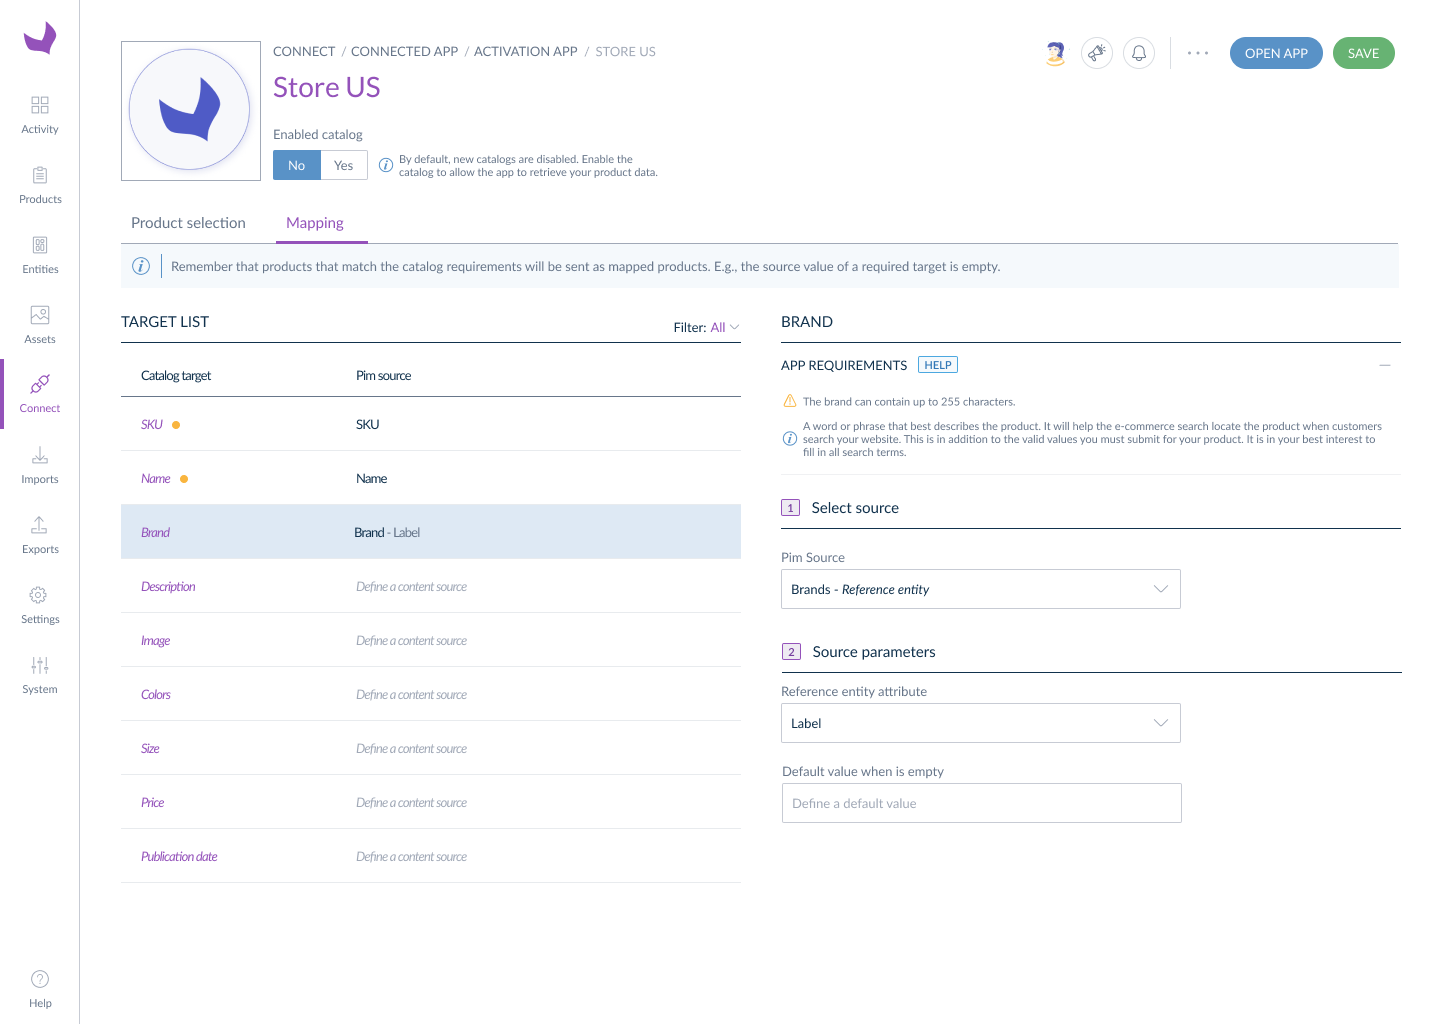 CONNECT / CONNECTED APP / ACTIVATION APP / STORE US
OPEN APP
SAVE
Store US
Enabled catalog
No
Yes
By default, new catalogs are disabled. Enable the
catalog to allow the app to retrieve your product data.
Activity
Products
Entities
Assets
Connect
Imports
Exports
Settings
System
Help
Product selection
Mapping
Remember that products that match the catalog requirements will be sent as mapped products. E.g., the source value of a required target is empty.
TARGET LIST
Filter: All
Catalog target Pim source
SKU SKU
Name Name
Brand Brand - Label
Description Define a content source
Image Define a content source
Colors Define a content source
Size Define a content source
Price Define a content source
Publication date Define a content source
BRAND
APP REQUIREMENTS HELP
The brand can contain up to 255 characters.
A word or phrase that best describes the product. It will help the e-commerce search locate the product when customers
search your website. This is in addition to the valid values you must submit for your product. It is in your best interest to
fill in all search terms.
1 Select source
Pim Source
Brands - Reference entity
2 Source parameters
Reference entity attribute
Label
Default value when is empty
Define a default value